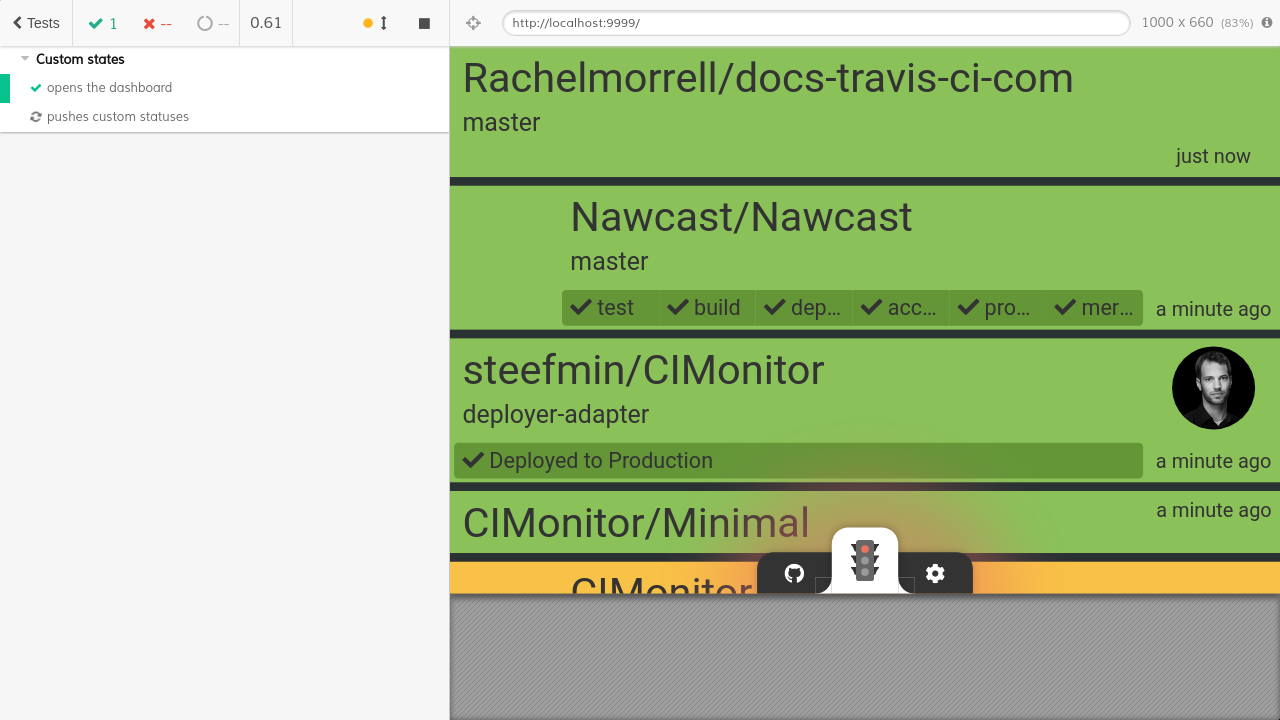 Tests 1 -- -- 0.61 http://localhost:9999/ 1000 x 660 (83%)
Custom states
opens the dashboard
pushes custom statuses
Rachelmorrell/docs-travis-ci-com
master
just now
Nawcast/Nawcast
master
test build dep... acc... pro... mer... a minute ago
steefmin/CIMonitor
deployer-adapter
Deployed to Production a minute ago
CIMonitor/Minimal a minute ago
CIMonitor